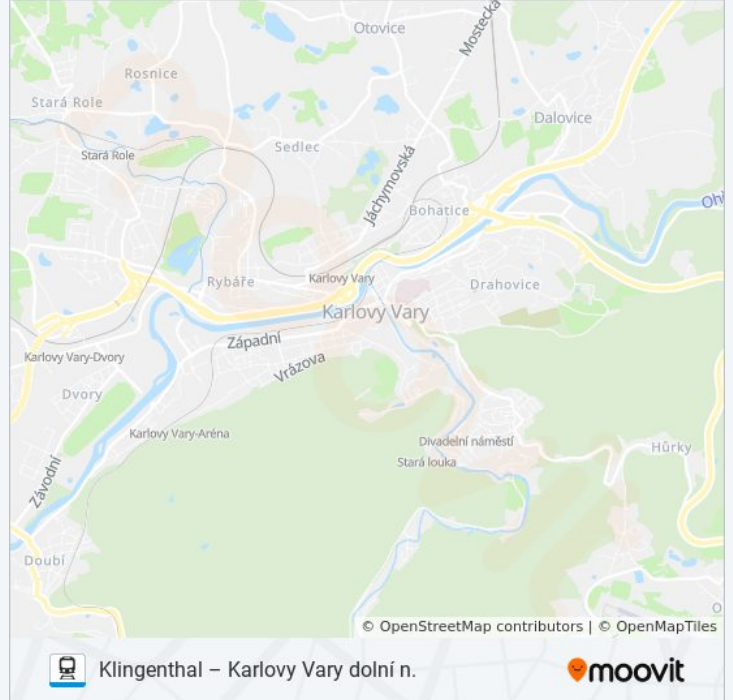 Otovice
Mostecká
Rosnice
Stará Role
Dalovice
Stará Role
Sedlec
Jáchymovská
Ohř
Bohatice
Rybáře
Karlovy Vary
Drahovice
Karlovy Vary
Západní
Karlovy Vary-Dvory
Vrázova
Dvory
Karlovy Vary-Aréna
Divadelní náměstí
Hůrky
Stará louka
Závodní
Doubí
O
© OpenStreetMap contributors | © OpenMapTiles
Klingenthal – Karlovy Vary dolní n.
moovit